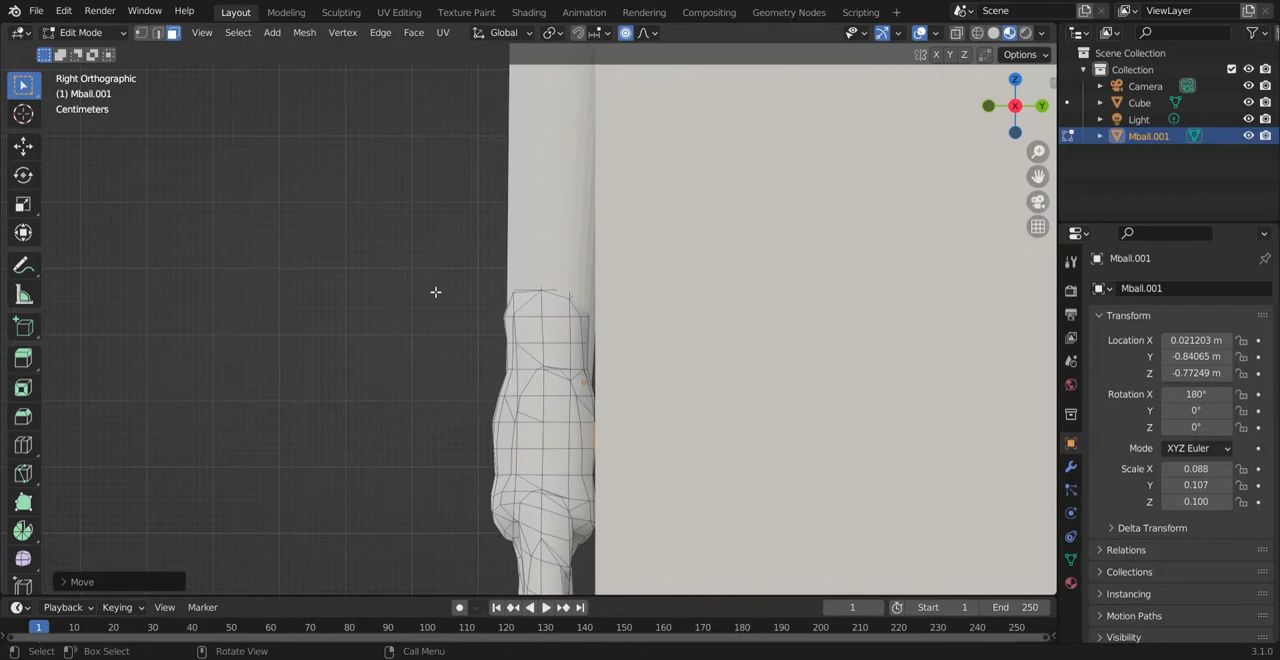 File Edit Render Window Help Layout Modeling Sculpting UV Editing Texture Paint Shading Animation Rendering Compositing Geometry Nodes Scripting + Scene ViewLayer
Edit Mode View Select Add Mesh Vertex Edge Face UV Global
X Y Z Options
Right Orthographic
(1) Mball.001
Centimeters
Z
X
Y
Move
Scene Collection
Collection
Camera
Cube
Light
Mball.001
Mball.001
Mball.001
Transform
Location X 0.021203 m
Y -0.84065 m
Z -0.77249 m
Rotation X 180°
Y 0°
Z 0°
Mode XYZ Euler
Scale X 0.088
Y 0.107
Z 0.100
Delta Transform
Relations
Collections
Instancing
Motion Paths
Visibility
Playback Keying View Marker 1 Start 1 End 250
1 10 20 30 40 50 60 70 80 90 100 110 120 130 140 150 160 170 180 190 200 210 220 230 240 250
Select Box Select Rotate View Call Menu 3.1.0